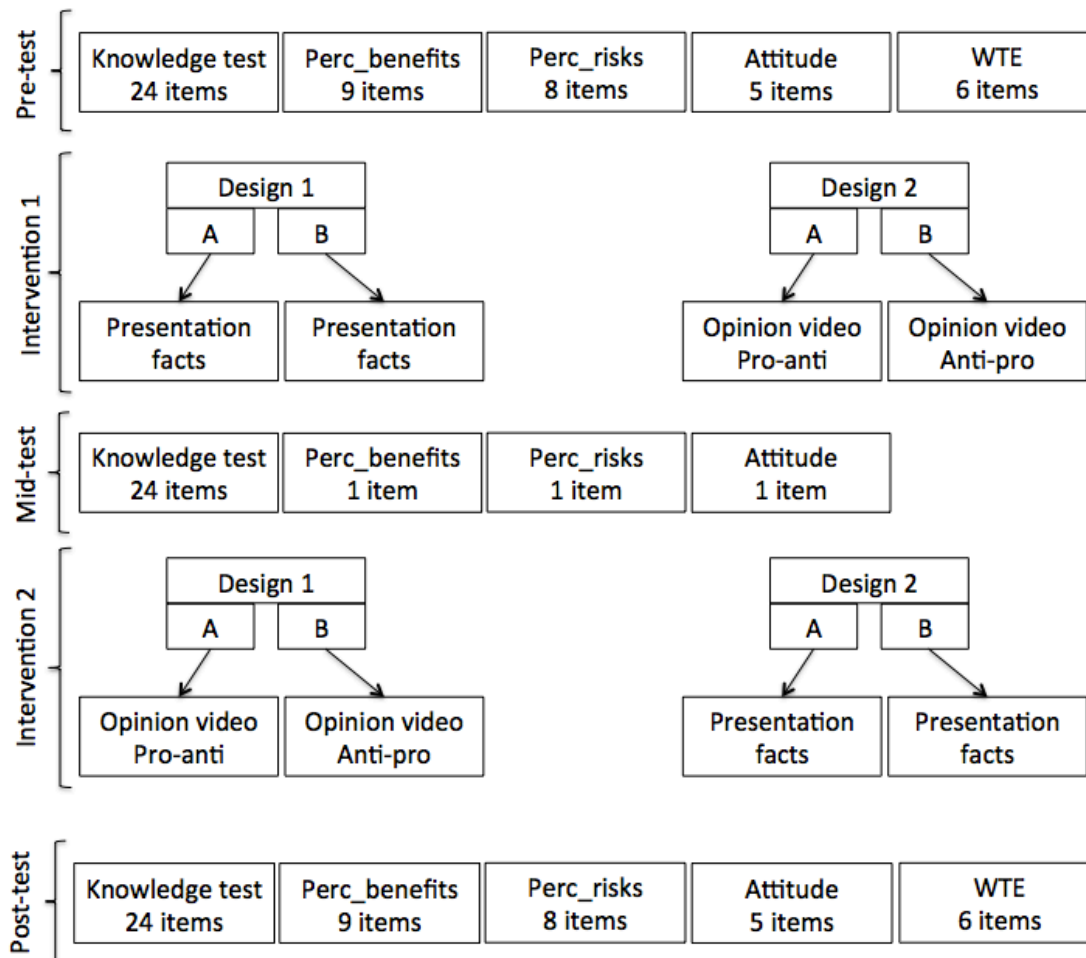 Pre-test
Knowledge test
24 items
Perc_benefits
9 items
Perc_risks
8 items
Attitude
5 items
WTE
6 items
Intervention 1
Design 1
A
B
Presentation
facts
Presentation
facts
Design 2
A
B
Opinion video
Pro-anti
Opinion video
Anti-pro
Mid-test
Knowledge test
24 items
Perc_benefits
1 item
Perc_risks
1 item
Attitude
1 item
Intervention 2
Design 1
A
B
Opinion video
Pro-anti
Opinion video
Anti-pro
Design 2
A
B
Presentation
facts
Presentation
facts
Post-test
Knowledge test
24 items
Perc_benefits
9 items
Perc_risks
8 items
Attitude
5 items
WTE
6 items